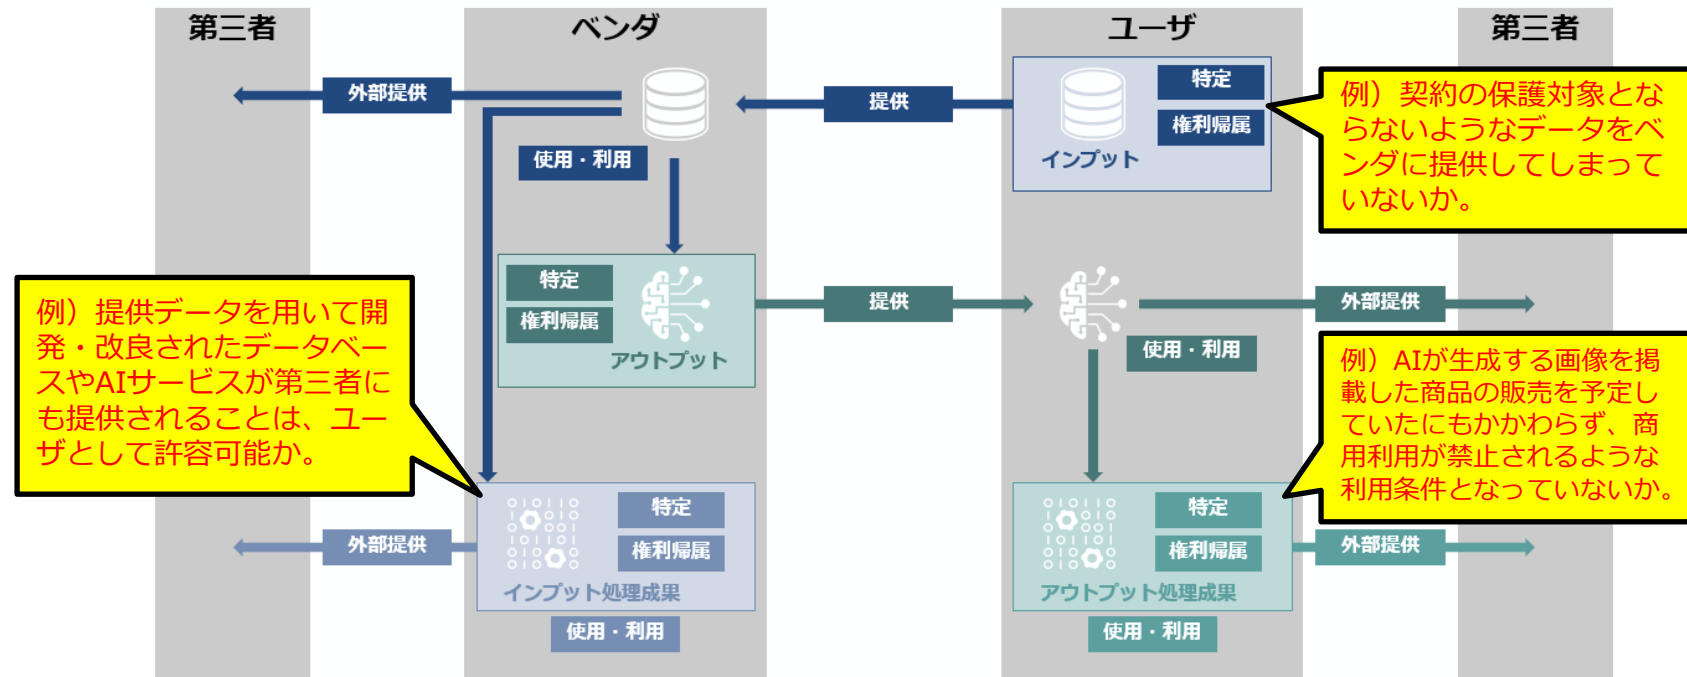 第三者
ベンダ
ユーザ
第三者
外部提供
提供
特定
権利帰属
インプット
例）契約の保護対象とな
らないようなデータをベ
ンダに提供してしまって
いないか。
使用・利用
特定
権利帰属
アウトプット
提供
外部提供
使用・利用
例）提供データを用いて開
発・改良されたデータベー
スやAIサービスが第三者に
も提供されることは、ユー
ザとして許容可能か。
例）AIが生成する画像を掲
載した商品の販売を予定し
ていたにもかかわらず、商
用利用が禁止されるような
利用条件となっていないか。
外部提供
特定
権利帰属
インプット処理成果
使用・利用
特定
権利帰属
アウトプット処理成果
使用・利用
外部提供